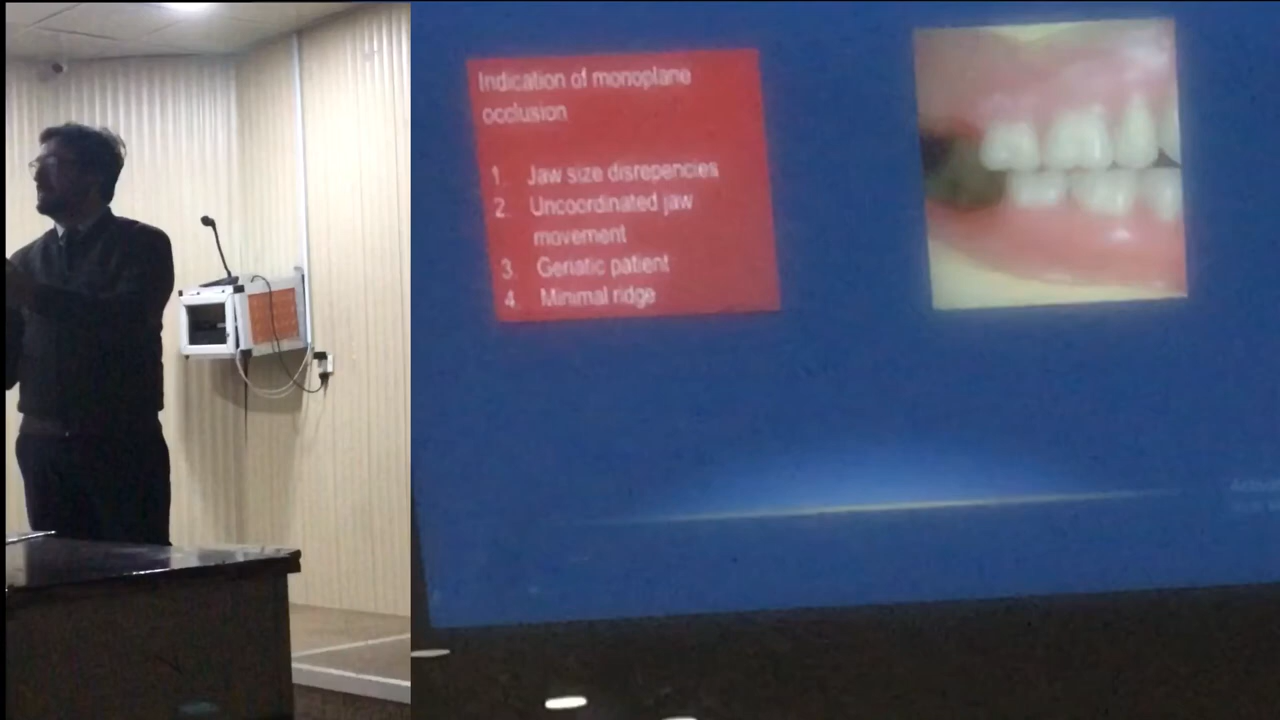 Indication of monoplane
occlusion
1. Jaw size disrepencies
2. Uncoordinated jaw
movement
3. Geriatic patient
4. Minimal ridge